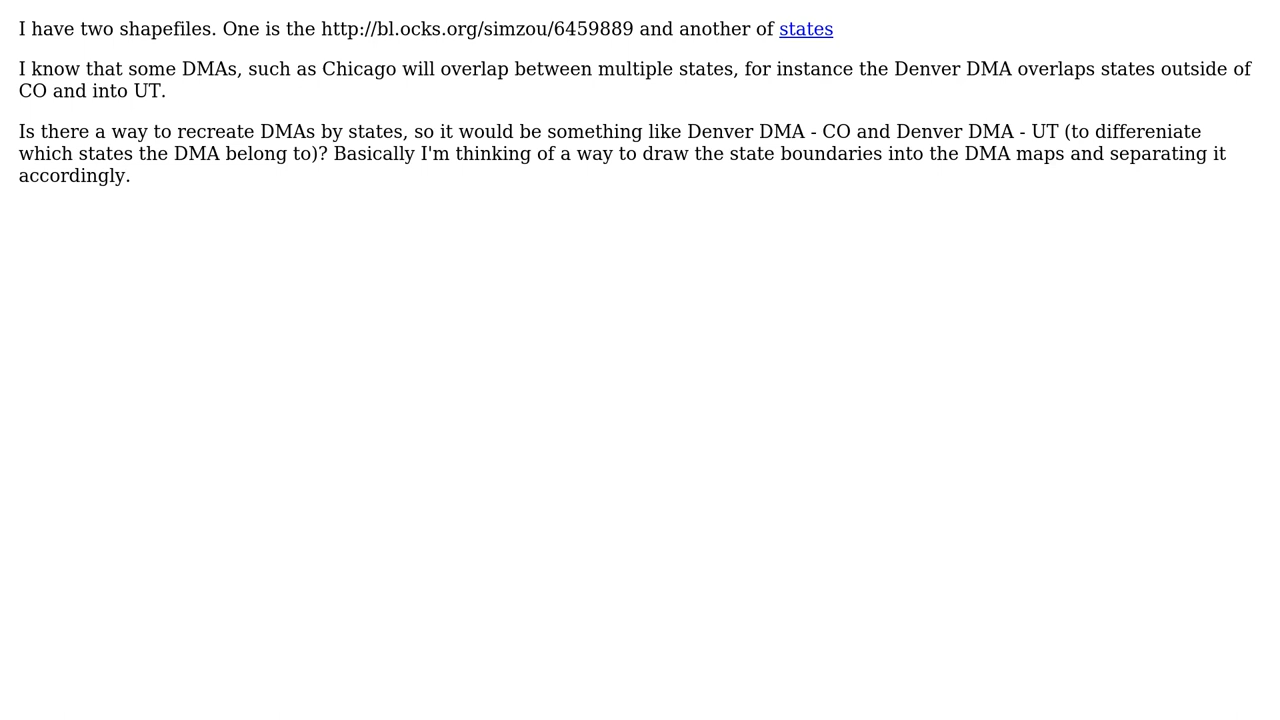 I have two shapefiles. One is the http://bl.ocks.org/simzou/6459889 and another of states
I know that some DMAs, such as Chicago will overlap between multiple states, for instance the Denver DMA overlaps states outside of
CO and into UT.
Is there a way to recreate DMAs by states, so it would be something like Denver DMA - CO and Denver DMA - UT (to differeniate
which states the DMA belong to)? Basically I'm thinking of a way to draw the state boundaries into the DMA maps and separating it
accordingly.